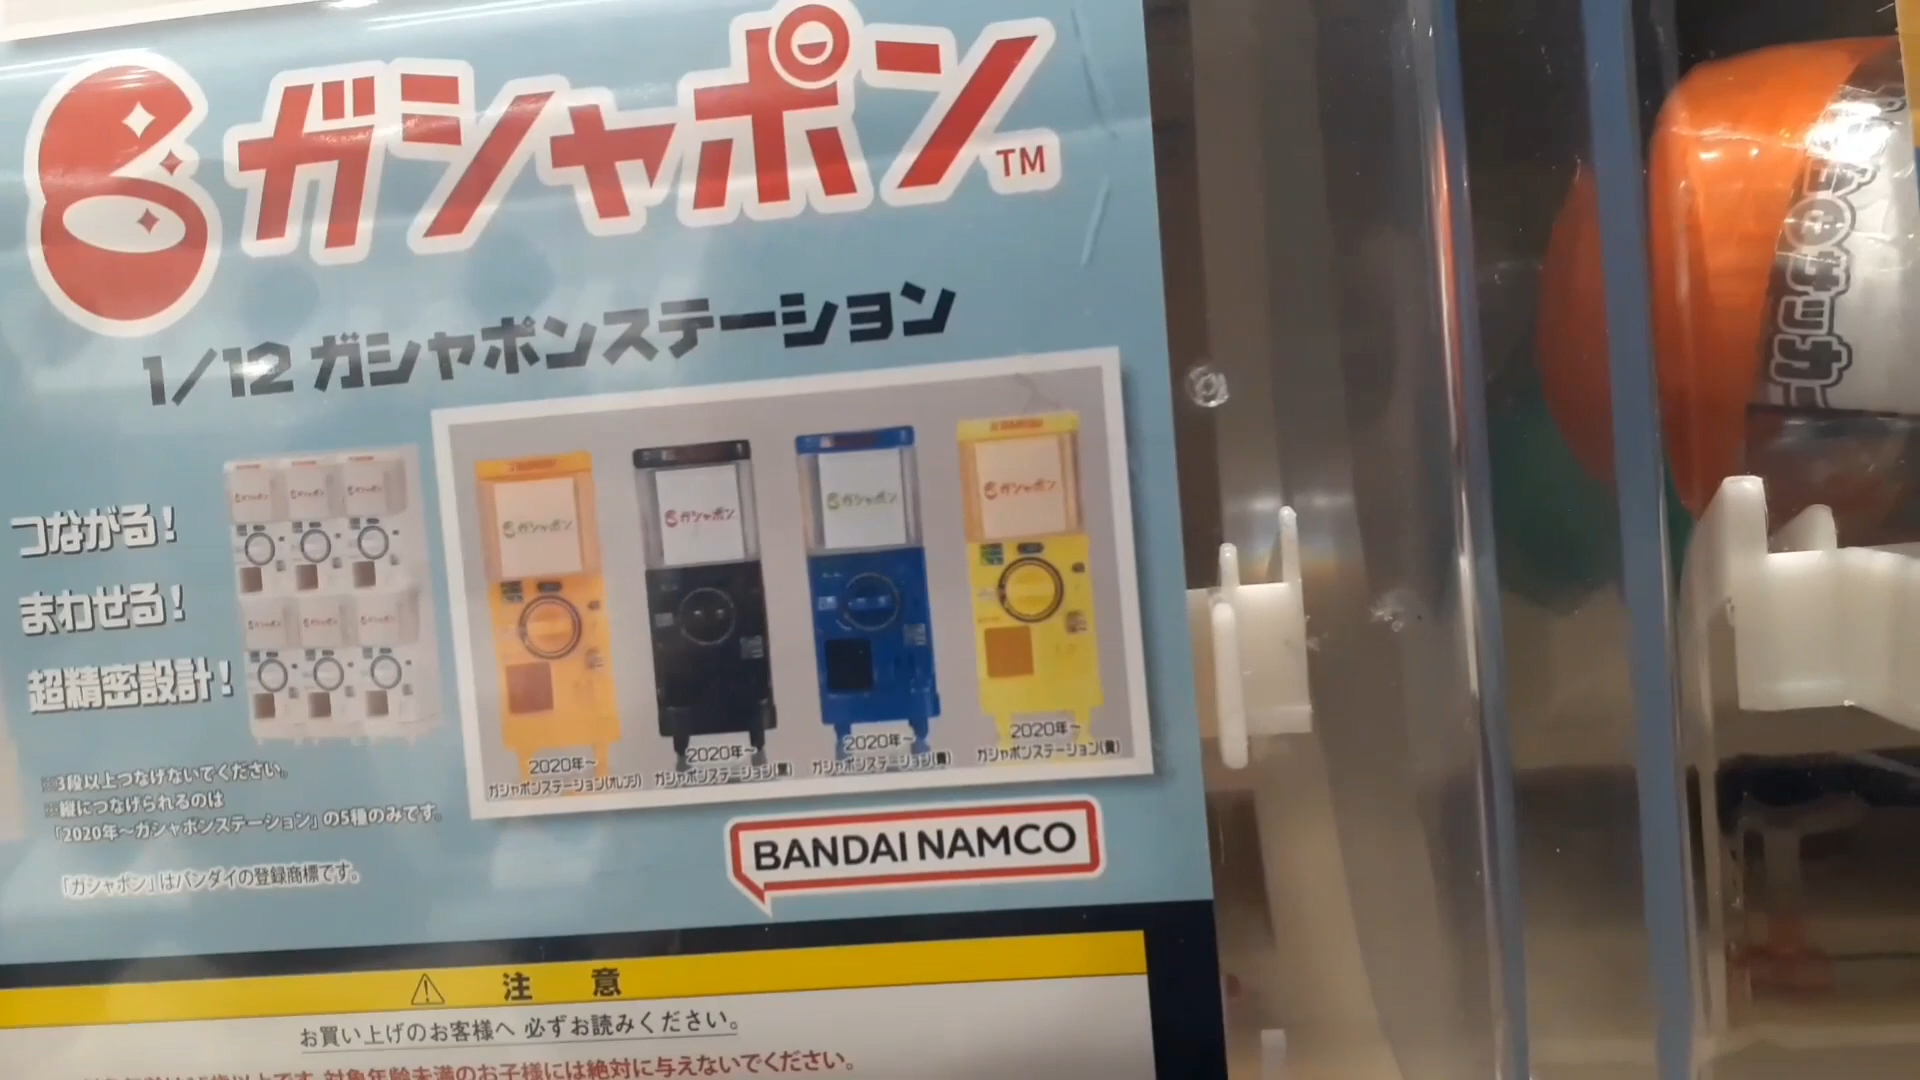 ガシャポン™
1/12 ガシャポンステーション
つながる!
まわせる!
超精密設計!
ガシャポン
ガシャポン
ガシャポン
ガシャポン
2020年~
ガシャポンステーション(オレンジ)
2020年~
ガシャポンステーション(黒)
2020年~
ガシャポンステーション(青)
2020年~
ガシャポンステーション(黄)
※3段以上つなげないでください。
※縦につなげられるのは
「2020年~ガシャポンステーション」の5種のみです。
「ガシャポン」はバンダイの登録商標です。
BANDAI NAMCO
注 意
お買い上げのお客様へ 必ずお読みください。
対象年齢未満のお子様には絶対に与えないでください。
サッカ